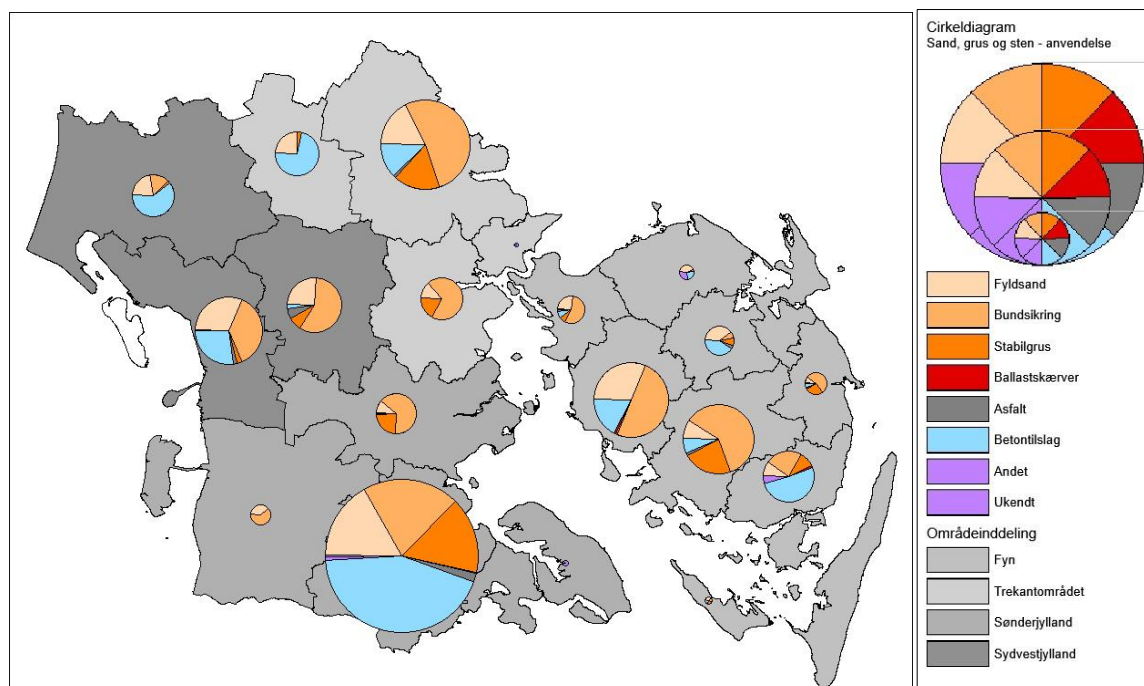 Cirkeldiagram
Sand, grus og sten - anvendelse
Fyldsand
Bundsikring
Stabilgrus
Ballastskærver
Asfalt
Betontilslag
Andet
Ukendt
Områdeinddeling
Fyn
Trekantområdet
Sønderjylland
Sydvestjylland